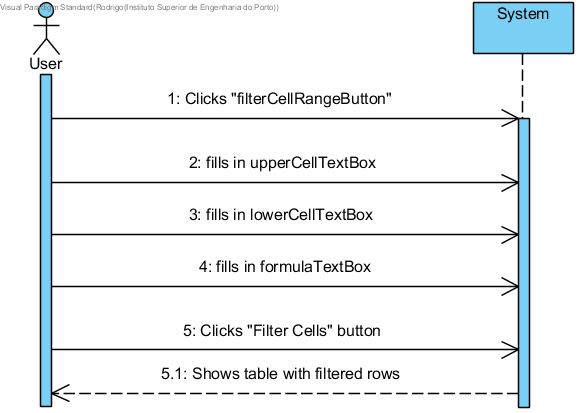 Visual Paradigm Standard(Rodrigo(Instituto Superior de Engenharia do Porto))
System
User
1: Clicks "filterCellRangeButton"
2: fills in upperCellTextBox
3: fills in lowerCellTextBox
4: fills in formulaTextBox
5: Clicks "Filter Cells" button
5.1: Shows table with filtered rows